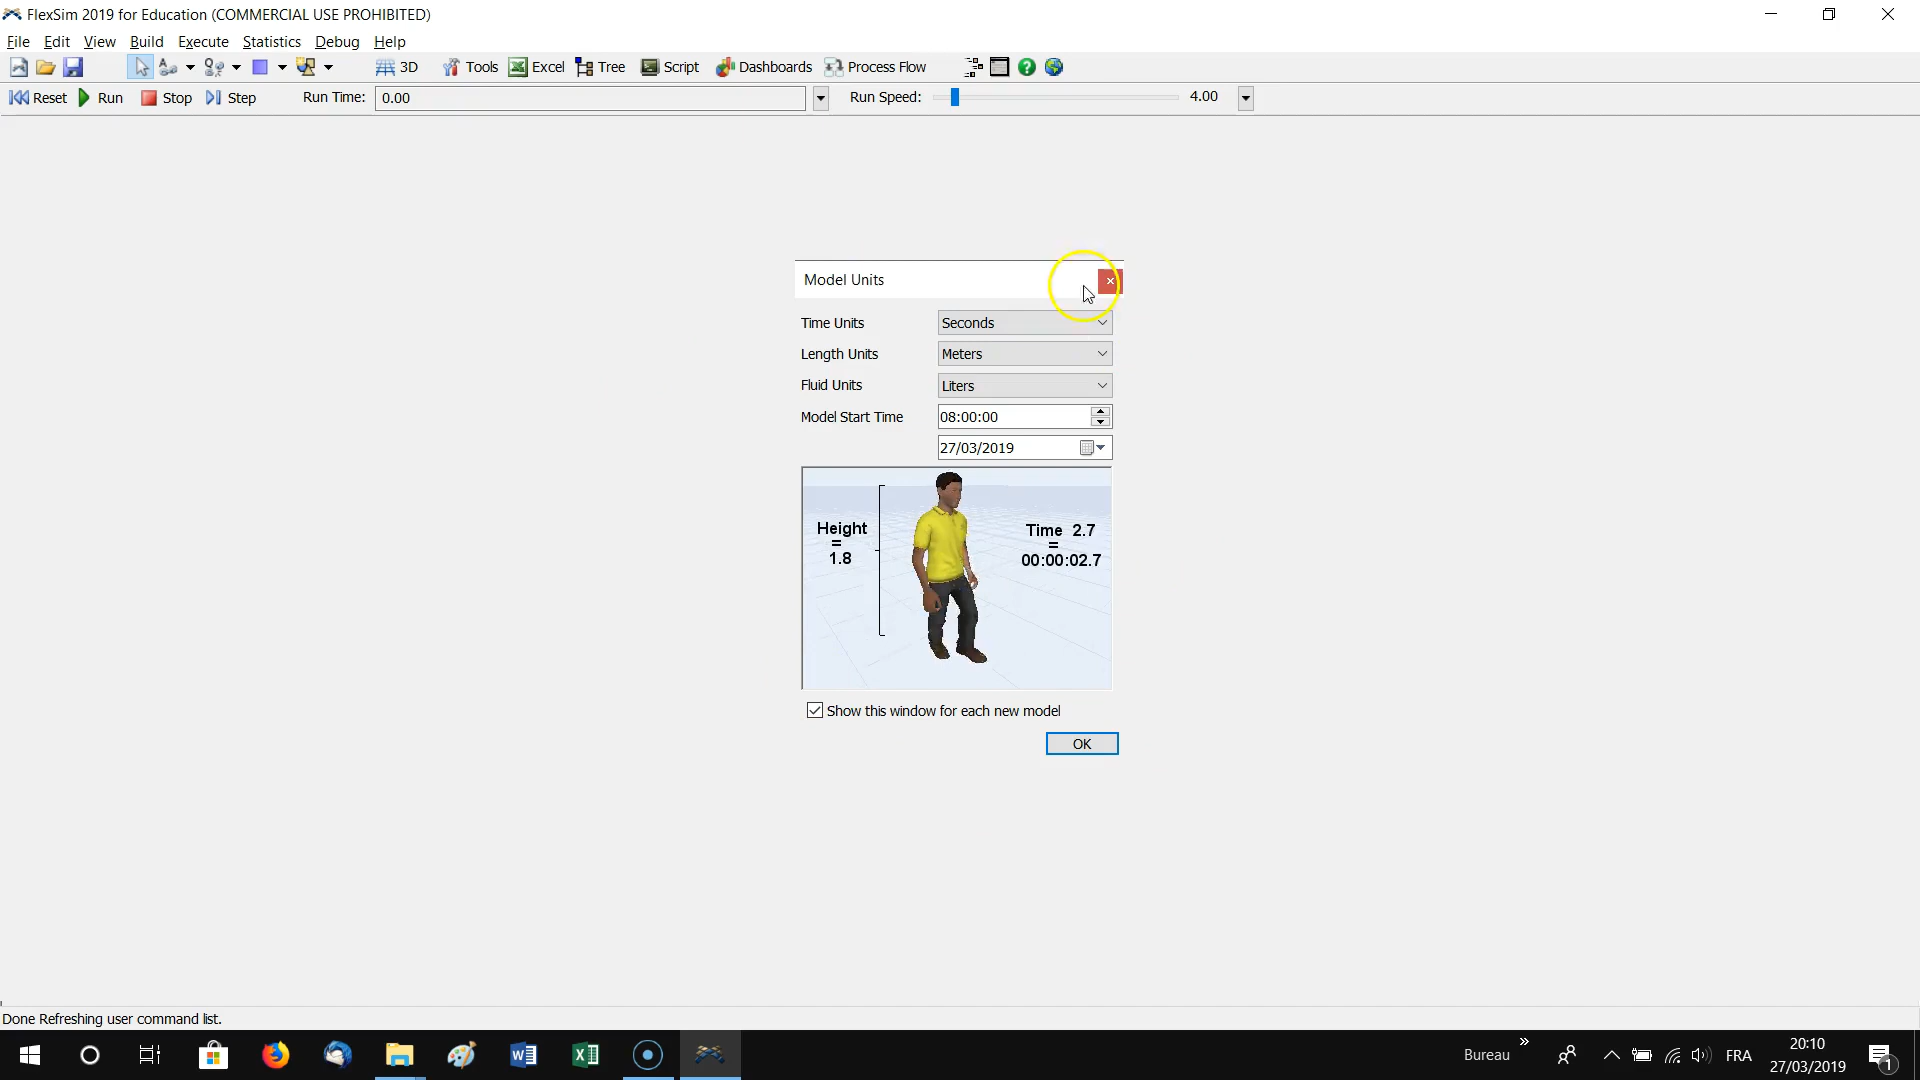 FlexSim 2019 for Education (COMMERCIAL USE PROHIBITED)
File Edit View Build Execute Statistics Debug Help
3D Tools Excel Tree Script Dashboards Process Flow
Reset Run Stop Step Run Time: 0.00 Run Speed: 4.00
Model Units
Time Units Seconds
Length Units Meters
Fluid Units Liters
Model Start Time 08:00:00
27/03/2019
Height
=
1.8
Time 2.7
=
00:00:02.7
Show this window for each new model
OK
Done Refreshing user command list.
Bureau » FRA 20:10
27/03/2019
1